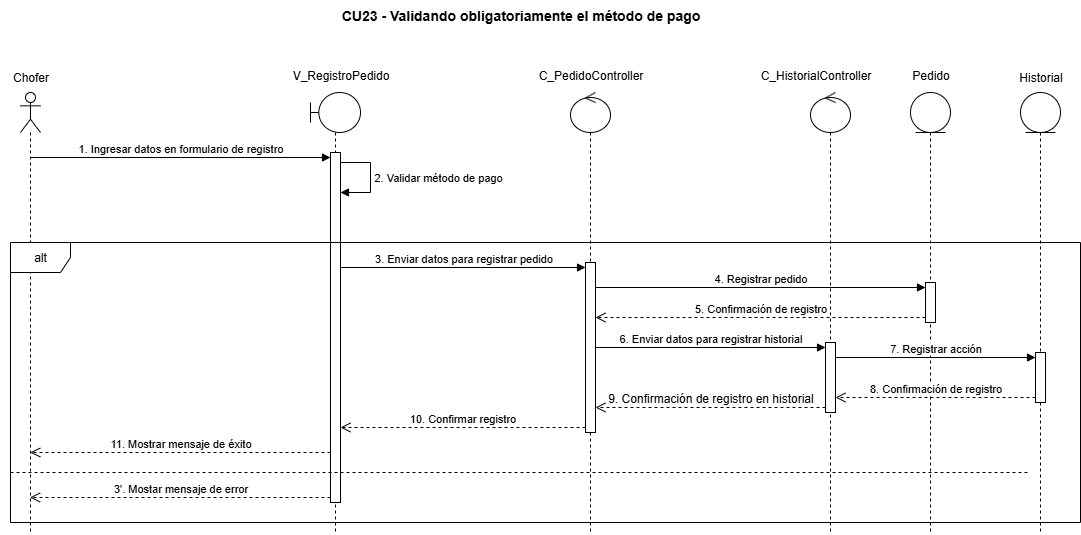 CU23 - Validando obligatoriamente el método de pago
Chofer
V_RegistroPedido
C_PedidoController
C_HistorialController
Pedido
Historial
1. Ingresar datos en formulario de registro
2. Validar método de pago
alt
3. Enviar datos para registrar pedido
4. Registrar pedido
5. Confirmación de registro
6. Enviar datos para registrar historial
7. Registrar acción
8. Confirmación de registro
9. Confirmación de registro en historial
10. Confirmar registro
11. Mostrar mensaje de éxito
3'. Mostar mensaje de error